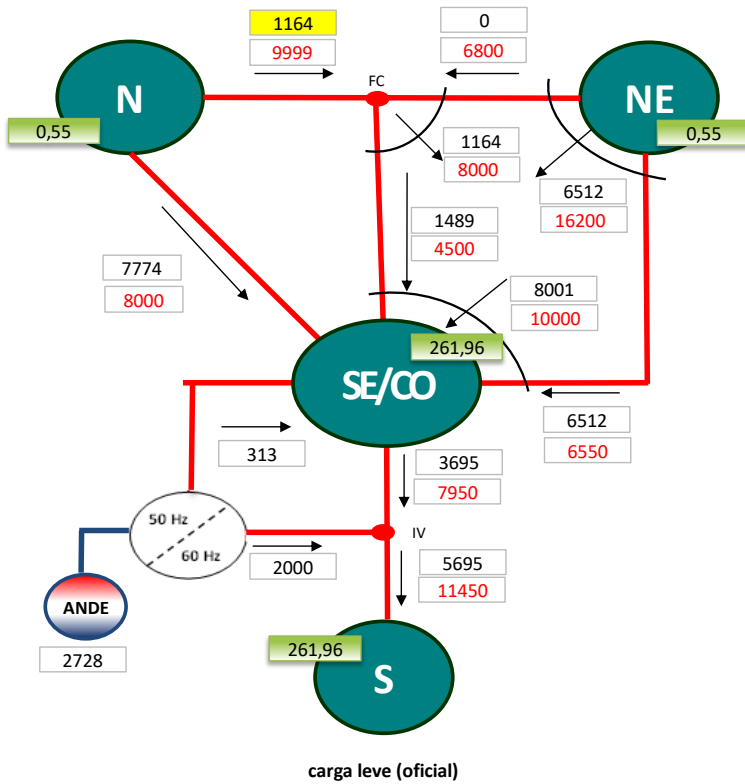 1164
9999
0
6800
FC
N
NE
0,55
0,55
1164
8000
6512
16200
1489
4500
7774
8000
8001
10000
261,96
SE/CO
6512
6550
313
3695
7950
50 Hz
60 Hz
IV
2000
5695
11450
ANDE
2728
261,96
S
carga leve (oficial)